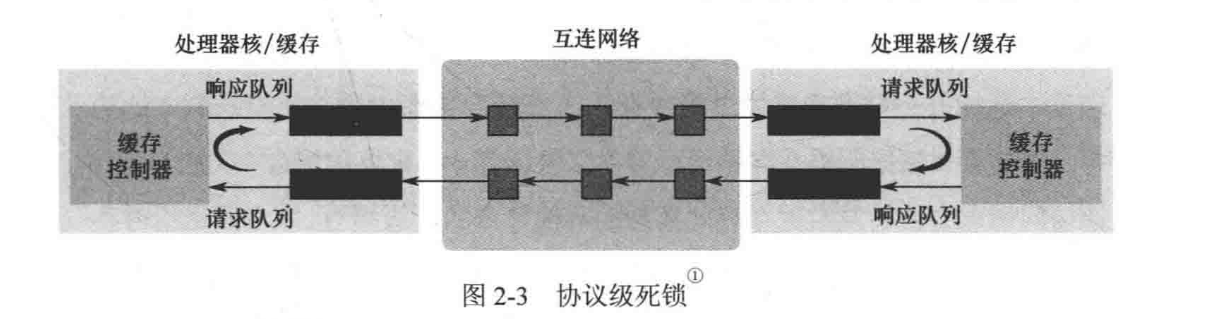 处理器核/缓存
互连网络
处理器核/缓存
响应队列
请求队列
缓存
控制器
缓存
控制器
请求队列
响应队列
图 2-3 协议级死锁①